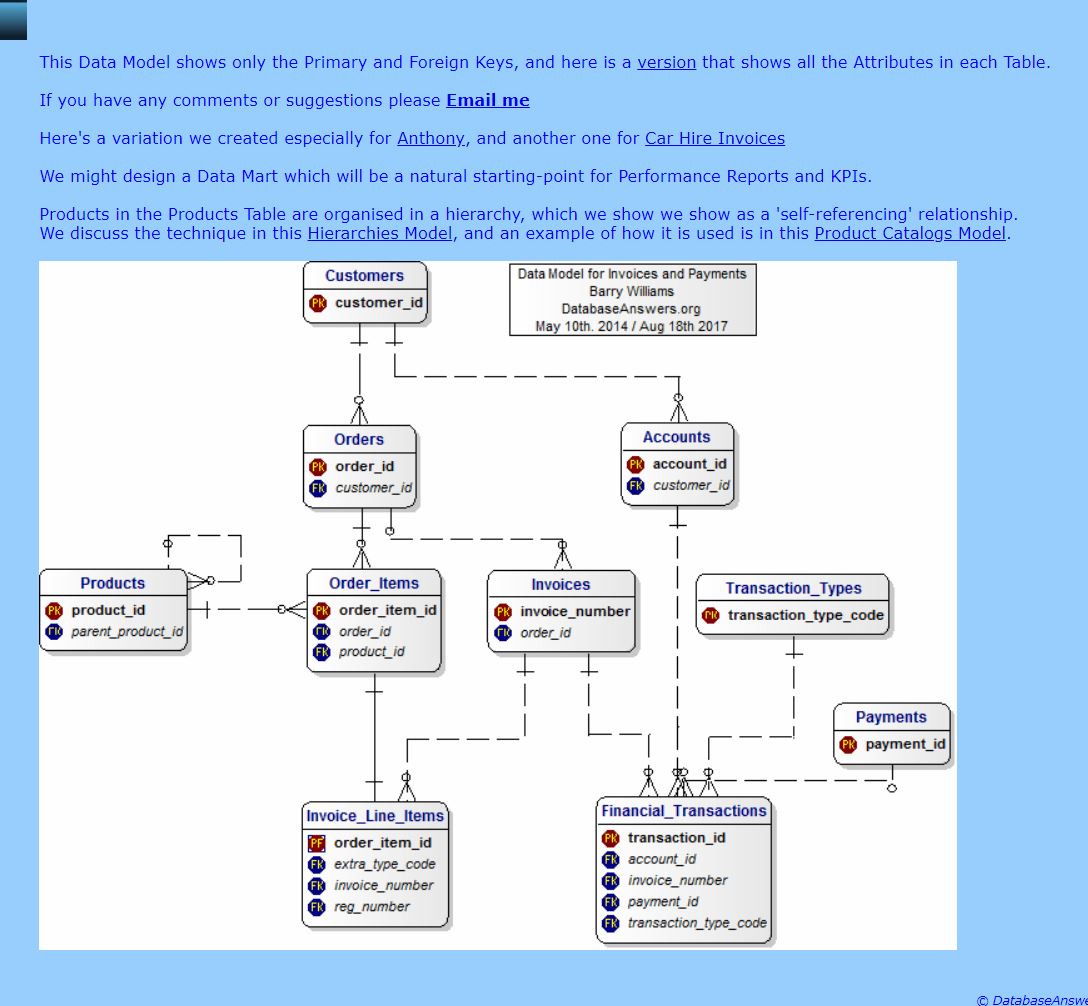 This Data Model shows only the Primary and Foreign Keys, and here is a version that shows all the Attributes in each Table.
If you have any comments or suggestions please Email me
Here's a variation we created especially for Anthony, and another one for Car Hire Invoices
We might design a Data Mart which will be a natural starting-point for Performance Reports and KPIs.
Products in the Products Table are organised in a hierarchy, which we show we show as a 'self-referencing' relationship.
We discuss the technique in this Hierarchies Model, and an example of how it is used is in this Product Catalogs Model.
Customers
PK customer_id
Data Model for Invoices and Payments
Barry Williams
DatabaseAnswers.org
May 10th. 2014 / Aug 18th 2017
Orders
PK order_id
FK customer_id
Accounts
PK account_id
FK customer_id
Products
PK product_id
FK parent_product_id
Order_Items
PK order_item_id
FK order_id
FK product_id
Invoices
PK invoice_number
FK order_id
Transaction_Types
PK transaction_type_code
Payments
PK payment_id
Invoice_Line_Items
PF order_item_id
FK extra_type_code
FK invoice_number
FK reg_number
Financial_Transactions
PK transaction_id
FK account_id
FK invoice_number
FK payment_id
FK transaction_type_code
© DatabaseAnswe